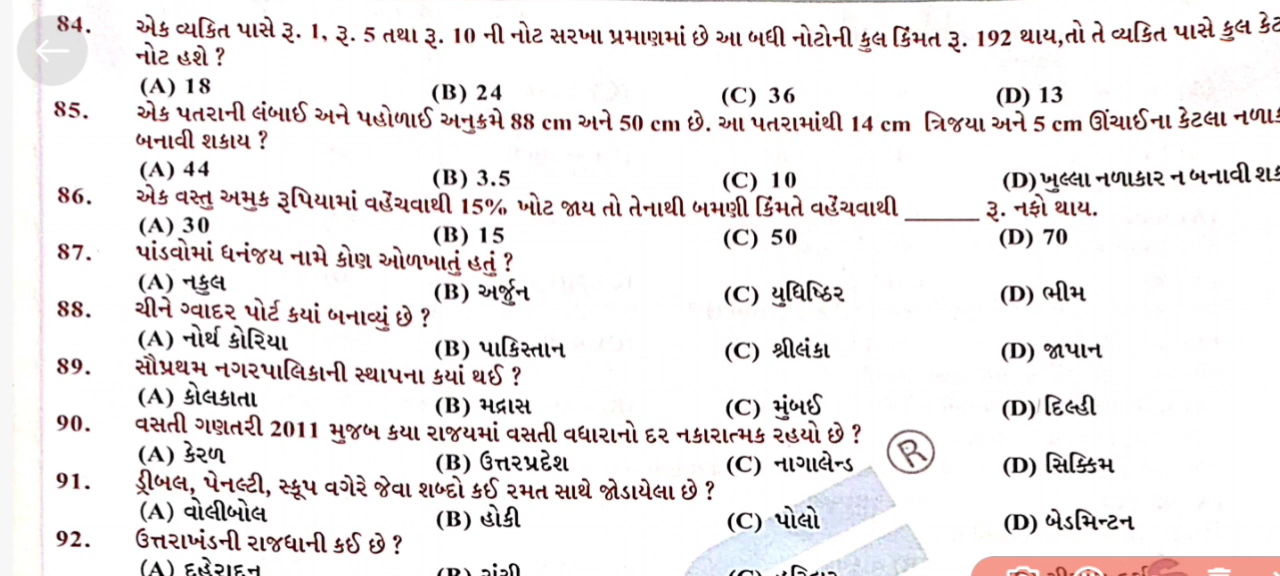 84. એક વ્યકિત પાસે રૂ. 1, રૂ. 5 તથા રૂ. 10 ની નોટ સરખા પ્રમાણમાં છે આ બધી નોટોની કુલ કિંમત રૂ. 192 થાય,તો તે વ્યકિત પાસે કુલ
નોટ હશે ?
(A) 18 (B) 24 (C) 36 (D) 13
85. એક પતરાની લંબાઈ અને પહોળાઈ અનુક્રમે 88 cm અને 50 cm છે. આ પતરામાંથી 14 cm ત્રિજયા અને 5 cm ઊંચાઈના કેટલા
બનાવી શકાય ?
(A) 44 (B) 3.5 (C) 10 (D) ખુલ્લા નળાકાર ન બનાવી
86. એક વસ્તુ અમુક રૂપિયામાં વહેંચવાથી 15% ખોટ જાય તો તેનાથી બમણી કિંમતે વહેંચવાથી _______ રૂ. નફો થાય.
(A) 30 (B) 15 (C) 50 (D) 70
87. પાંડવોમાં ધનંજય નામે કોણ ઓળખાતું હતું ?
(A) નકુલ (B) અર્જુન (C) યુધિષ્ઠિર (D) ભીમ
88. ચીને ગ્વાદર પોર્ટ કયાં બનાવ્યું છે ?
(A) નોર્થ કોરિયા (B) પાકિસ્તાન (C) શ્રીલંકા (D) જાપાન
89. સૌપ્રથમ નગરપાલિકાની સ્થાપના કયાં થઈ ?
(A) કોલકાતા (B) મદ્રાસ (C) મુંબઈ (D) દિલ્હી
90. વસતી ગણતરી 2011 મુજબ કયા રાજયમાં વસતી વધારાનો દર નકારાત્મક રહયો છે ?
(A) કેરળ (B) ઉત્તરપ્રદેશ (C) નાગાલેન્ડ R (D) સિક્કિમ
91. ડ્રીબલ, પેનલ્ટી, સ્કૂપ વગેરે જેવા શબ્દો કઈ રમત સાથે જોડાયેલા છે ?
(A) વોલીબોલ (B) હોકી (C) પોલો (D) બેડમિન્ટન
92. ઉત્તરાખંડની રાજધાની કઈ છે ?
(A) દહેરાદન (B) (C)